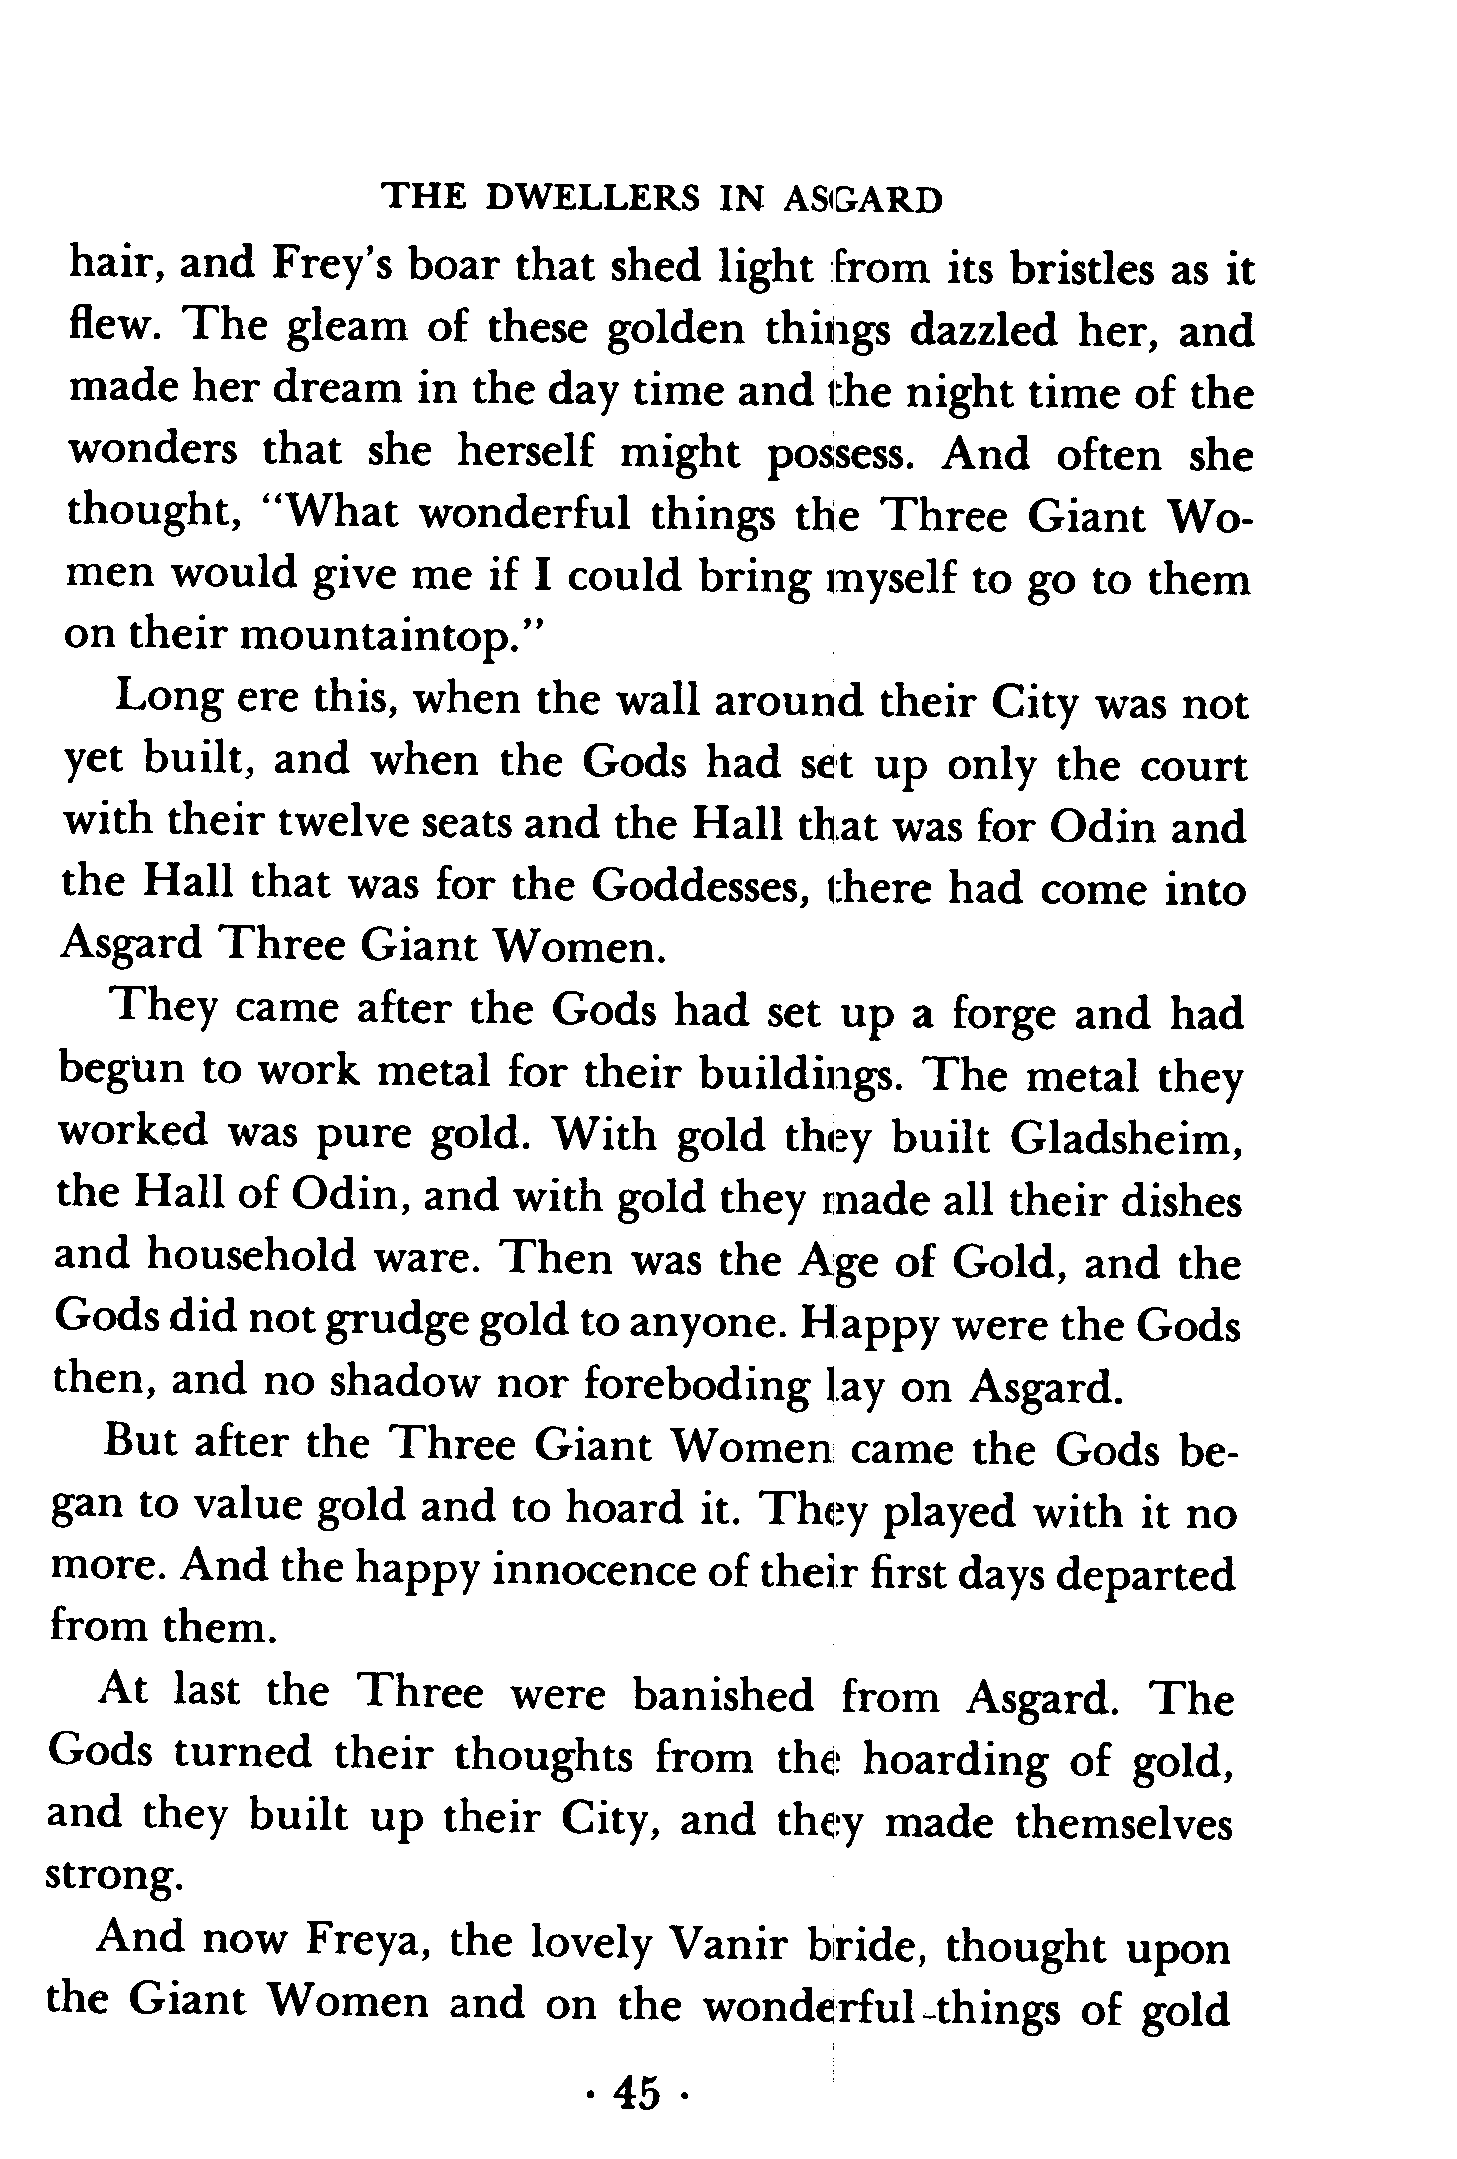 THE DWELLERS IN ASGARD
hair, and Frey's boar that shed light from its bristles as it
flew. The gleam of these golden things dazzled her, and
made her dream in the day time and the night time of the
wonders that she herself might possess. And often she
thought, "What wonderful things the Three Giant Wo-
men would give me if I could bring myself to go to them
on their mountaintop."
Long ere this, when the wall around their City was not
yet built, and when the Gods had set up only the court
with their twelve seats and the Hall that was for Odin and
the Hall that was for the Goddesses, there had come into
Asgard Three Giant Women.
They came after the Gods had set up a forge and had
begun to work metal for their buildings. The metal they
worked was pure gold. With gold they built Gladsheim,
the Hall of Odin, and with gold they made all their dishes
and household ware. Then was the Age of Gold, and the
Gods did not grudge gold to anyone. Happy were the Gods
then, and no shadow nor foreboding lay on Asgard.
But after the Three Giant Women came the Gods be-
gan to value gold and to hoard it. They played with it no
more. And the happy innocence of their first days departed
from them.
At last the Three were banished from Asgard. The
Gods turned their thoughts from the hoarding of gold,
and they built up their City, and they made themselves
strong.
And now Freya, the lovely Vanir bride, thought upon
the Giant Women and on the wonderful things of gold
· 45 ·